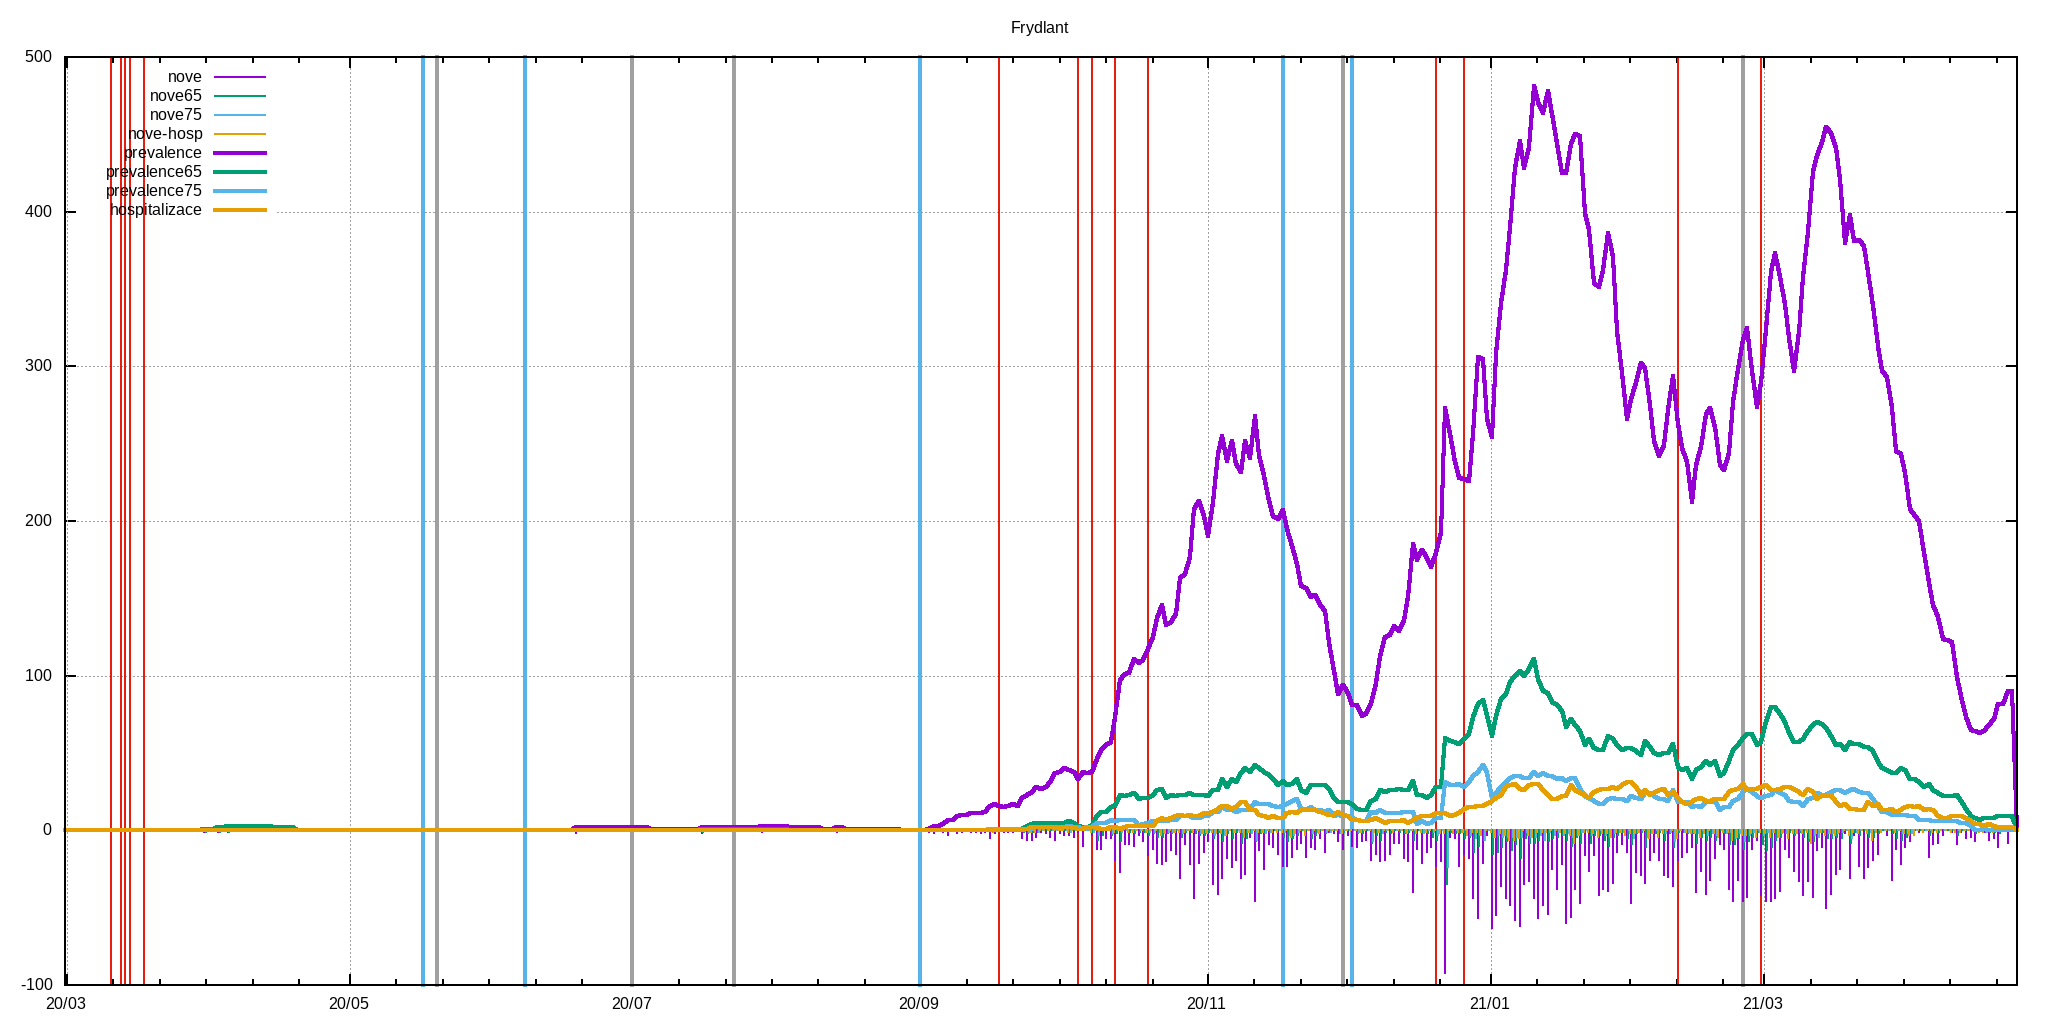 Frydlant
500
nove
nove65
nove75
nove-hosp
prevalence
prevalence65
prevalence75
hospitalizace
400
300
200
100
0
-100
20/03 20/05 20/07 20/09 20/11 21/01 21/03